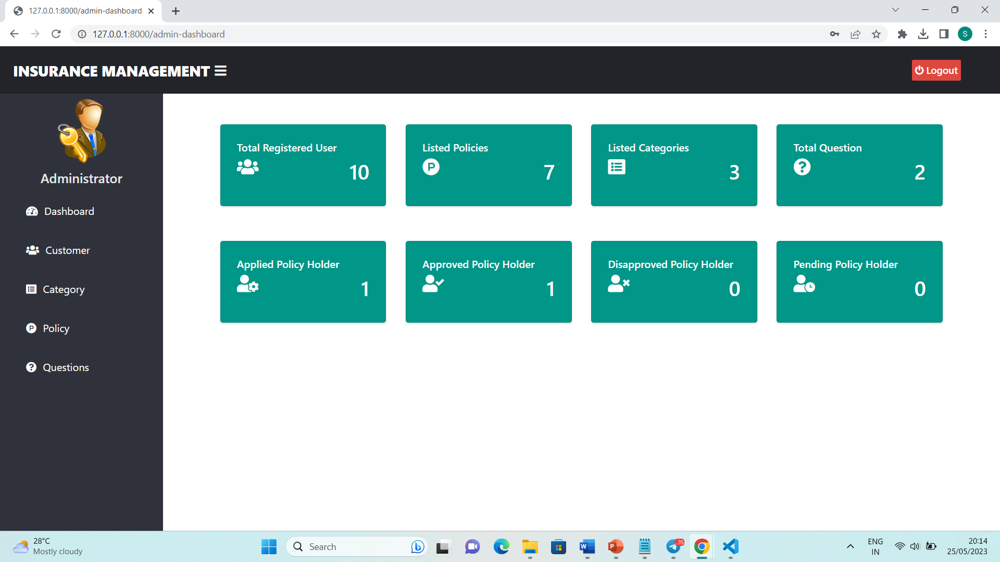 127.0.0.1:8000/admin-dashboard
127.0.0.1:8000/admin-dashboard
S
INSURANCE MANAGEMENT
Logout
Administrator
Dashboard
Customer
Category
Policy
Questions
Total Registered User
10
Listed Policies
P
7
Listed Categories
3
Total Question
?
2
Applied Policy Holder
1
Approved Policy Holder
1
Disapproved Policy Holder
0
Pending Policy Holder
0
28°C
Mostly cloudy
Search
35
ENG
IN
20:14
25/05/2023